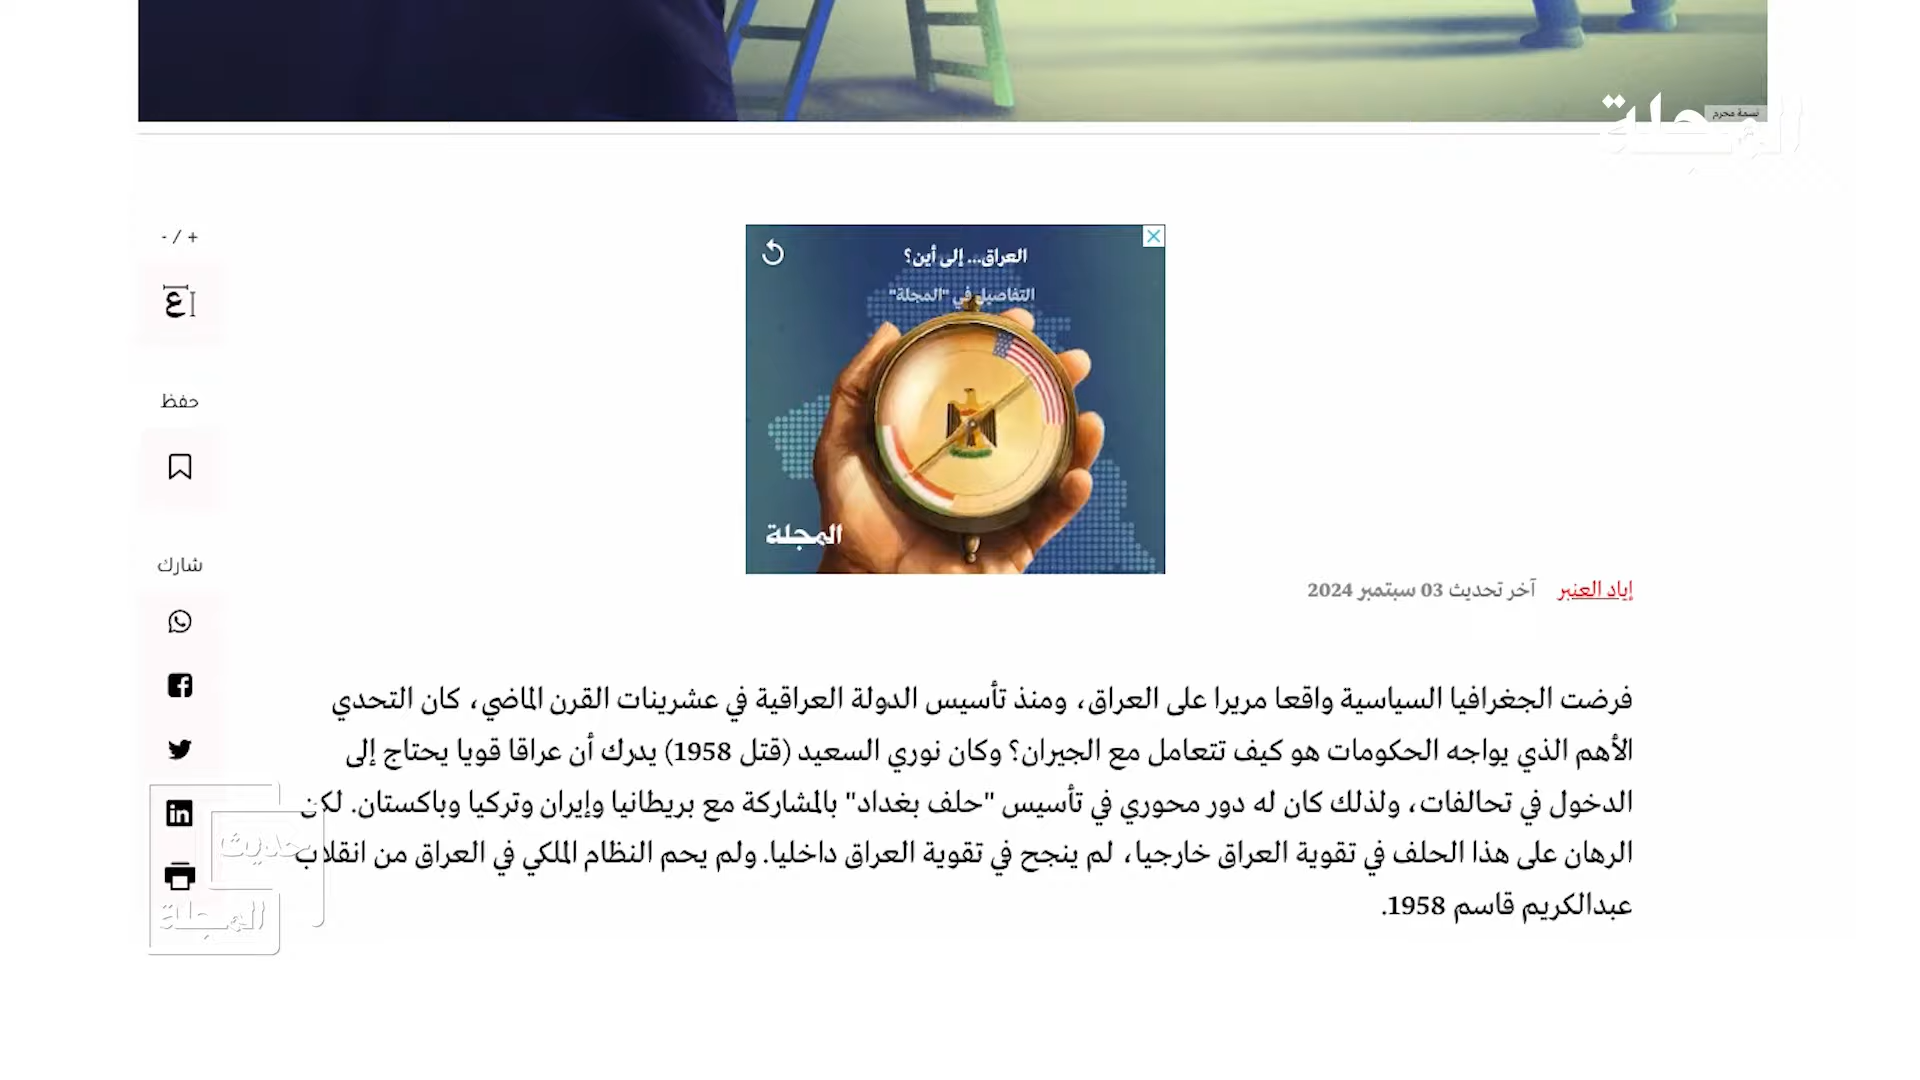 المجلة
نسمة محرم
- / +
ع
العراق... إلى أين؟
التفاصيل في "المجلة"
المجلة
حفظ
شارك
إياد العنبر آخر تحديث 03 سبتمبر 2024
فرضت الجغرافيا السياسية واقعا مريرا على العراق، ومنذ تأسيس الدولة العراقية في عشرينات القرن الماضي، كان التحدي
الأهم الذي يواجه الحكومات هو كيف تتعامل مع الجيران؟ وكان نوري السعيد (قتل 1958) يدرك أن عراقا قويا يحتاج إلى
الدخول في تحالفات، ولذلك كان له دور محوري في تأسيس "حلف بغداد" بالمشاركة مع بريطانيا وإيران وتركيا وباكستان. لكن
الرهان على هذا الحلف في تقوية العراق خارجيا، لم ينجح في تقوية العراق داخليا. ولم يحم النظام الملكي في العراق من انقلاب
عبدالكريم قاسم 1958.
حديث
المجلة